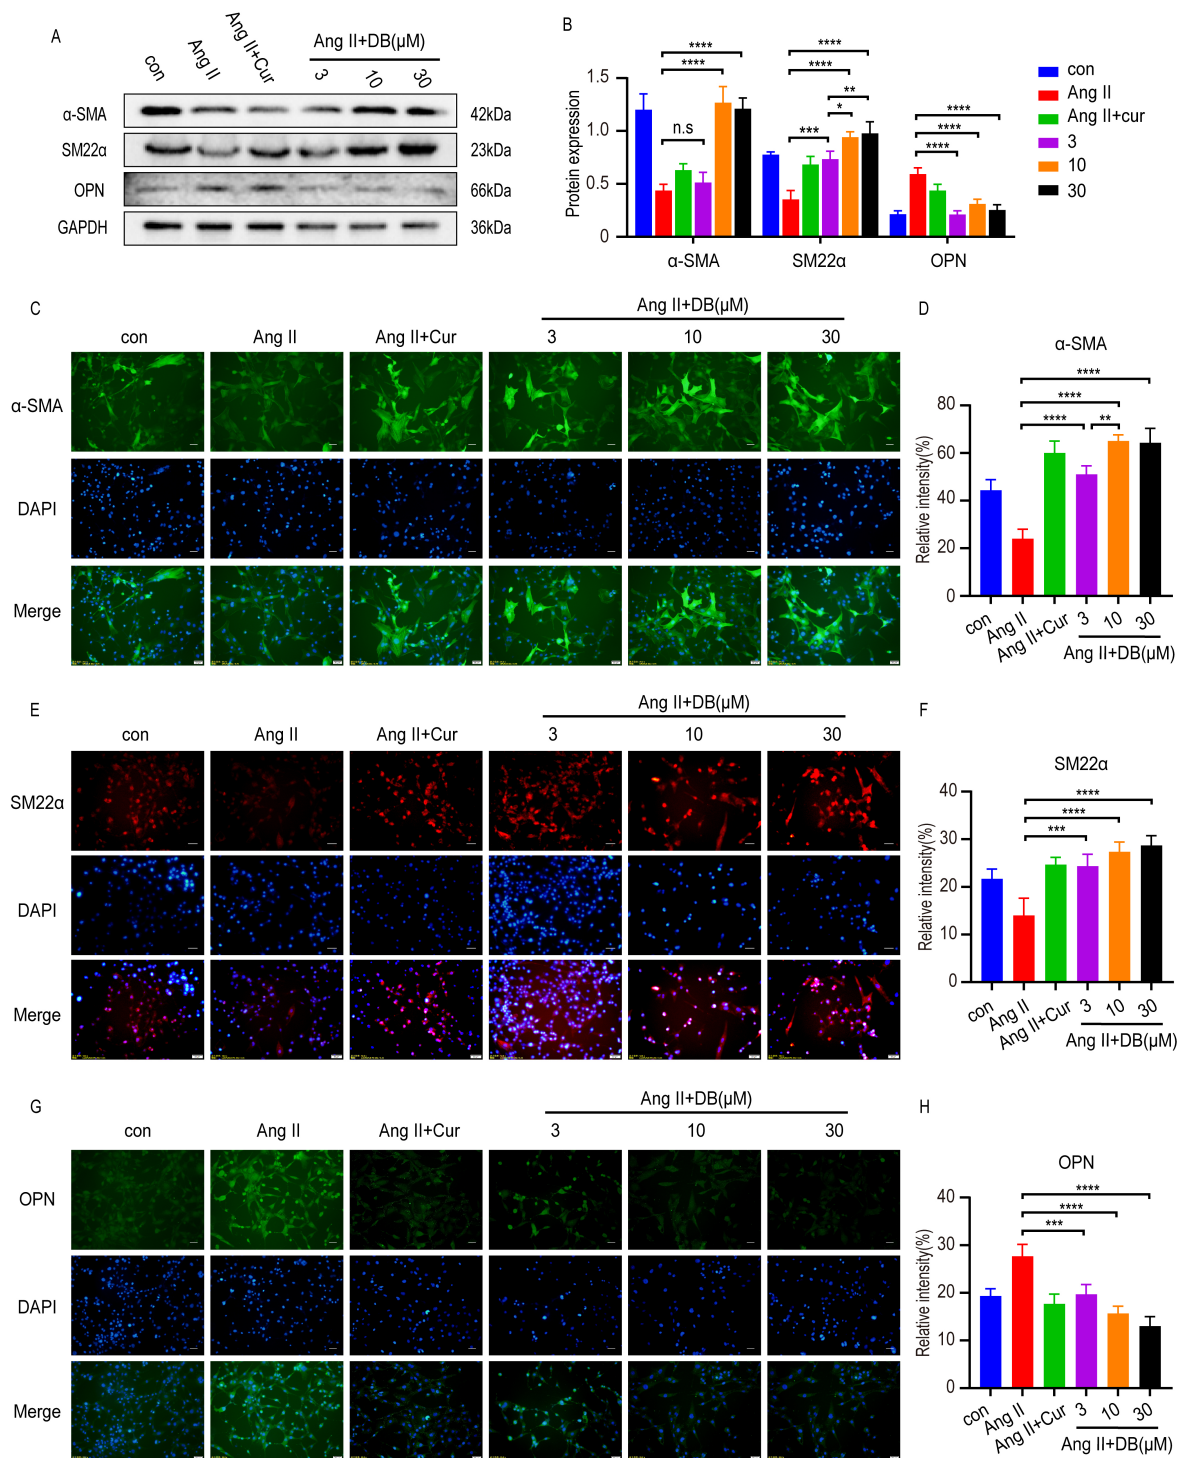 A
con
Ang II
Ang II+Cur
Ang II+DB(μM)
3
10
30
α-SMA
42kDa
SM22α
23kDa
OPN
66kDa
GAPDH
36kDa
B
Protein expression
1.5
1.0
0.5
0
****
****
n.s
****
****
**
*
***
****
****
****
α-SMA
SM22α
OPN
con
Ang II
Ang II+cur
3
10
30
C
Ang II+DB(μM)
con
Ang II
Ang II+Cur
3
10
30
α-SMA
DAPI
Merge
D
α-SMA
Relative intensity(%)
80
60
40
20
0
****
****
****
**
con
Ang II
Ang II+Cur
3
10
30
Ang II+DB(μM)
E
Ang II+DB(μM)
con
Ang II
Ang II+Cur
3
10
30
SM22α
DAPI
Merge
F
SM22α
Relative intensity(%)
40
30
20
10
0
****
****
***
con
Ang II
Ang II+Cur
3
10
30
Ang II+DB(μM)
G
Ang II+DB(μM)
con
Ang II
Ang II+Cur
3
10
30
OPN
DAPI
Merge
H
OPN
Relative intensity(%)
40
30
20
10
0
****
****
***
con
Ang II
Ang II+Cur
3
10
30
Ang II+DB(μM)